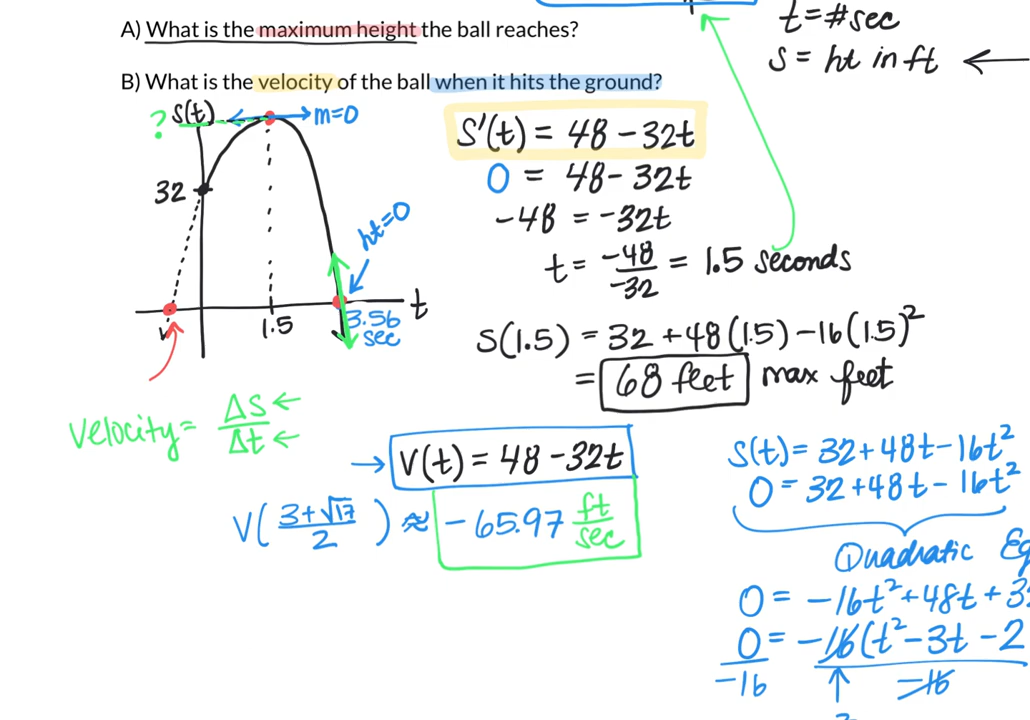 A) What is the maximum height the ball reaches?
t = #sec
s = ht in ft ←
B) What is the velocity of the ball when it hits the ground?
? s(t)
m=0
32
ht=0
1.5
3.56
sec
t
S'(t) = 48 - 32t
0 = 48 - 32t
-48 = -32t
t = -48/-32 = 1.5 seconds
S(1.5) = 32 + 48(1.5) - 16(1.5)²
= 68 feet max feet
Velocity = ΔS ← / Δt ←
→ V(t) = 48 - 32t
V( (3+√17)/2 ) ≈ -65.97 ft/sec
S(t) = 32 + 48t - 16t²
0 = 32 + 48t - 16t²
Quadratic
0 = -16t² + 48t +
0 = -16(t² - 3t - 2
-16 -16